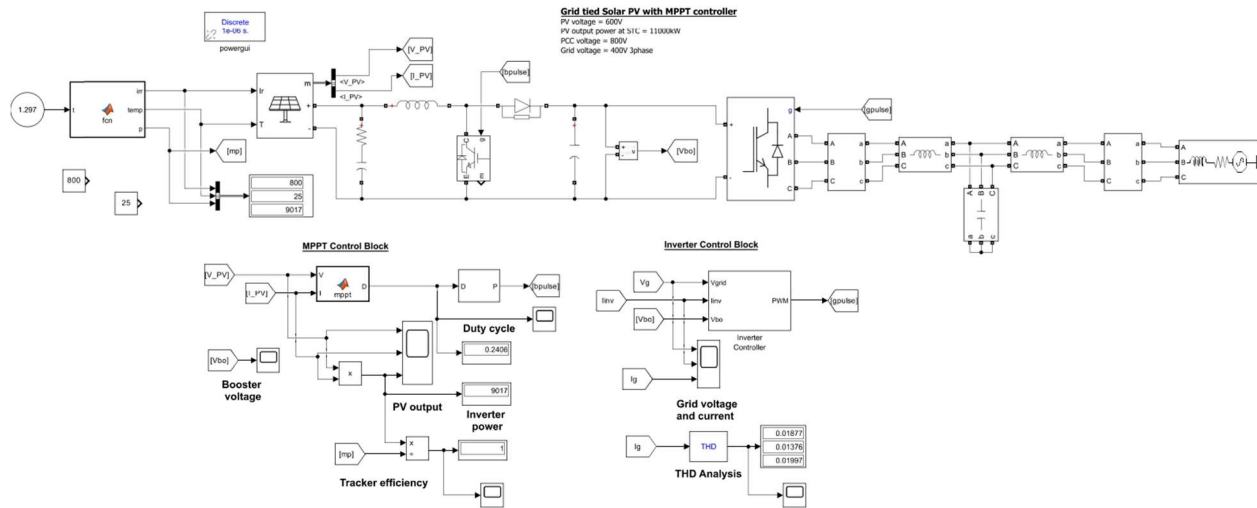 Grid tied Solar PV with MPPT controller
PV voltage = 600V
PV output power at STC = 11000kW
PCC voltage = 800V
Grid voltage = 400V 3phase
Discrete
1e-06 s.
powergui
1.297
t
fcn
irr
temp
p
[mp]
800
25
800
25
9017
Ir
T
m
+
-
<V_PV>
<I_PV>
[V_PV]
[I_PV]
[bpulse]
g
C
E
m
+
-
v
[Vbo]
[gpulse]
g
+
-
A
B
C
A
B
C
a
b
c
A
B
C
a
b
c
A
B
C
a
b
c
A
B
C
a
b
c
A
B
C
A
B
C
a
b
c
MPPT Control Block
[V_PV]
[I_PV]
V
I
mppt
D
D
P
[bpulse]
Duty cycle
0.2406
[Vbo]
Booster
voltage
x
PV output
9017
Inverter
power
[mp]
x
÷
1
Tracker efficiency
Inverter Control Block
Vg
Iinv
[Vbo]
Vgrid
Iinv
Vbo
PWM
[gpulse]
Inverter
Controller
Ig
Grid voltage
and current
Ig
THD
THD Analysis
0.01877
0.01376
0.01997